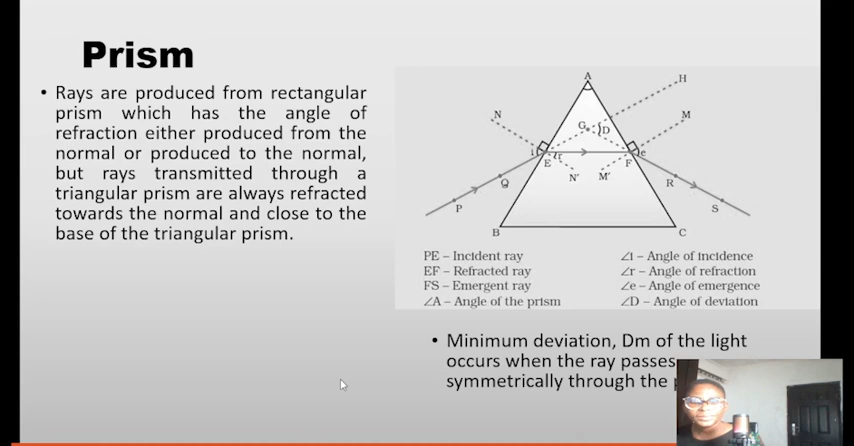 Prism
• Rays are produced from rectangular
prism which has the angle of
refraction either produced from the
normal or produced to the normal,
but rays transmitted through a
triangular prism are always refracted
towards the normal and close to the
base of the triangular prism.
A
H
N
M
G
D
i
e
E
r
F
N'
M'
Q
R
P
S
B
C
PE – Incident ray
EF – Refracted ray
FS – Emergent ray
∠A – Angle of the prism
∠i – Angle of incidence
∠r – Angle of refraction
∠e – Angle of emergence
∠D – Angle of deviation
• Minimum deviation, Dm of the light
occurs when the ray passes
symmetrically through the